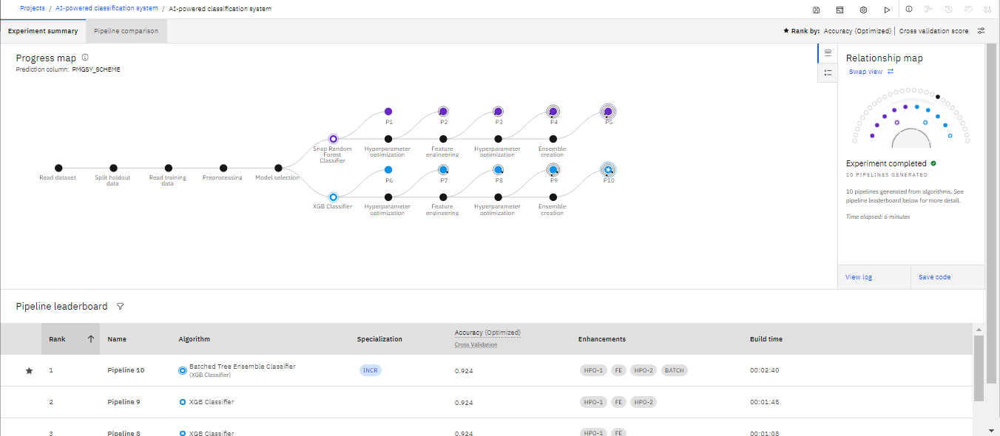 Projects / AI-powered classification system / AI-powered classification system
Experiment summary
Pipeline comparison
Rank by: Accuracy (Optimized) | Cross validation score
Progress map
Prediction column: PMGSY_SCHEME
P1
P2
P3
P4
P5
Snap Random
Forest
Classifier
Hyperparameter
optimization
Feature
engineering
Hyperparameter
optimization
Ensemble
creation
Read dataset
Split holdout
data
Read training
data
Preprocessing
Model selection
P6
P7
P8
P9
P10
XGB Classifier
Hyperparameter
optimization
Feature
engineering
Hyperparameter
optimization
Ensemble
creation
Relationship map
Swap view
Experiment completed
10 PIPELINES GENERATED
10 pipelines generated from algorithms. See
pipeline leaderboard below for more detail.
Time elapsed: 6 minutes
View log
Save code
Pipeline leaderboard
Rank Name Algorithm Specialization Accuracy (Optimized) Enhancements Build time
Cross Validation
1 Pipeline 10 Batched Tree Ensemble Classifier INCR 0.924 HPO-1 FE HPO-2 BATCH 00:02:40
(XGB Classifier)
2 Pipeline 9 XGB Classifier 0.924 HPO-1 FE HPO-2 00:01:45
3 Pipeline 8 XGB Classifier 0.924 HPO-1 FE 00:01:08